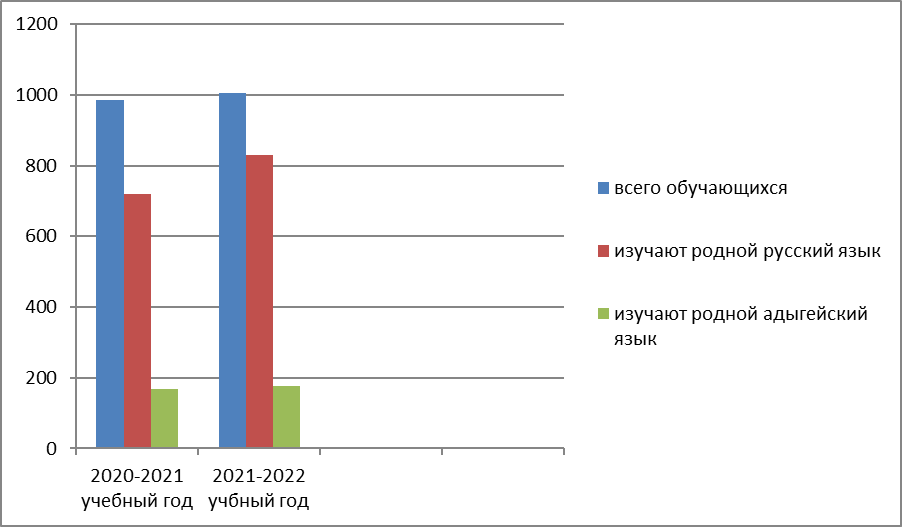 1200
1000
800
600
400
200
0
2020-2021
учебный год
2021-2022
учбный год
всего обучающихся
изучают родной русский язык
изучают родной адыгейский
язык